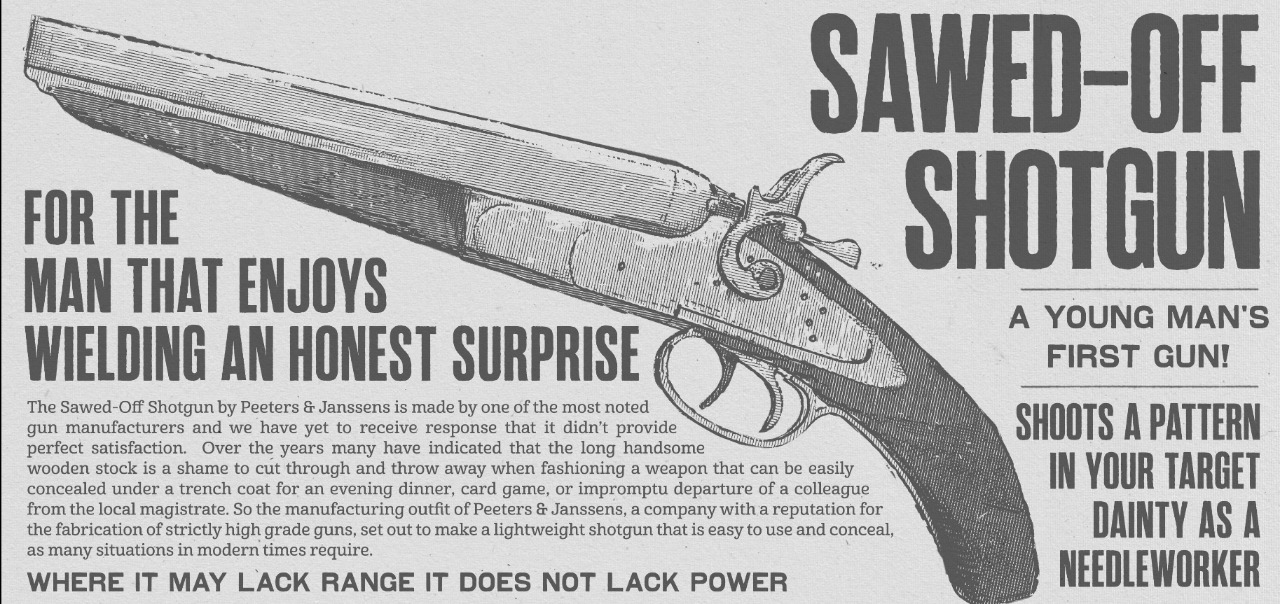 SAWED-OFF
SHOTGUN
A YOUNG MAN'S
FIRST GUN!
SHOOTS A PATTERN
IN YOUR TARGET
DAINTY AS A
NEEDLEWORKER
FOR THE
MAN THAT ENJOYS
WIELDING AN HONEST SURPRISE
The Sawed-Off Shotgun by Peeters & Janssens is made by one of the most noted
gun manufacturers and we have yet to receive response that it didn't provide
perfect satisfaction. Over the years many have indicated that the long handsome
wooden stock is a shame to cut through and throw away when fashioning a weapon that can be easily
concealed under a trench coat for an evening dinner, card game, or impromptu departure of a colleague
from the local magistrate. So the manufacturing outfit of Peeters & Janssens, a company with a reputation for
the fabrication of strictly high grade guns, set out to make a lightweight shotgun that is easy to use and conceal,
as many situations in modern times require.
WHERE IT MAY LACK RANGE IT DOES NOT LACK POWER